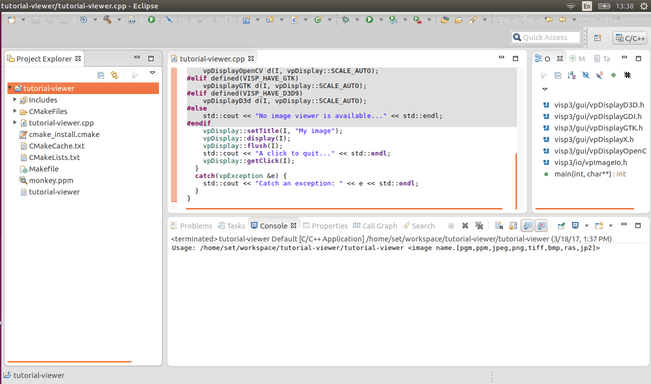 tutorial-viewer/tutorial-viewer.cpp - Eclipse
En
13:38
Quick Access
C/C++
Project Explorer
tutorial-viewer
Includes
CMakeFiles
tutorial-viewer.cpp
cmake_install.cmake
CMakeCache.txt
CMakeLists.txt
Makefile
monkey.ppm
tutorial-viewer
tutorial-viewer.cpp
vpDisplayOpenCV d(I, vpDisplay::SCALE_AUTO);
#elif defined(VISP_HAVE_GTK)
vpDisplayGTK d(I, vpDisplay::SCALE_AUTO);
#elif defined(VISP_HAVE_D3D9)
vpDisplayD3d d(I, vpDisplay::SCALE_AUTO);
#else
std::cout << "No image viewer is available..." << std::endl;
#endif
vpDisplay::setTitle(I, "My image");
vpDisplay::display(I);
vpDisplay::flush(I);
std::cout << "A click to quit..." << std::endl;
vpDisplay::getClick(I);
}
catch(vpException &e) {
std::cout << "Catch an exception: " << e << std::endl;
}
}
O
M
Ta
visp3/gui/vpDisplayD3D.h
visp3/gui/vpDisplayGDI.h
visp3/gui/vpDisplayGTK.h
visp3/gui/vpDisplayX.h
visp3/gui/vpDisplayOpenC
visp3/io/vpImageIo.h
main(int, char**) : int
Problems
Tasks
Console
Properties
Call Graph
Search
<terminated> tutorial-viewer Default [C/C++ Application] /home/set/workspace/tutorial-viewer/tutorial-viewer (3/18/17, 1:37 PM)
Usage: /home/set/workspace/tutorial-viewer/tutorial-viewer <image name.[pgm,ppm,jpeg,png,tiff,bmp,ras,jp2]>
tutorial-viewer